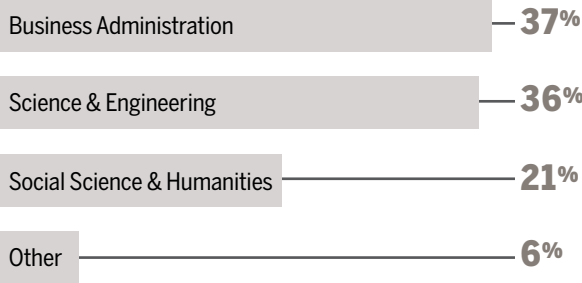 Business Administration 37%
Science & Engineering 36%
Social Science & Humanities 21%
Other 6%